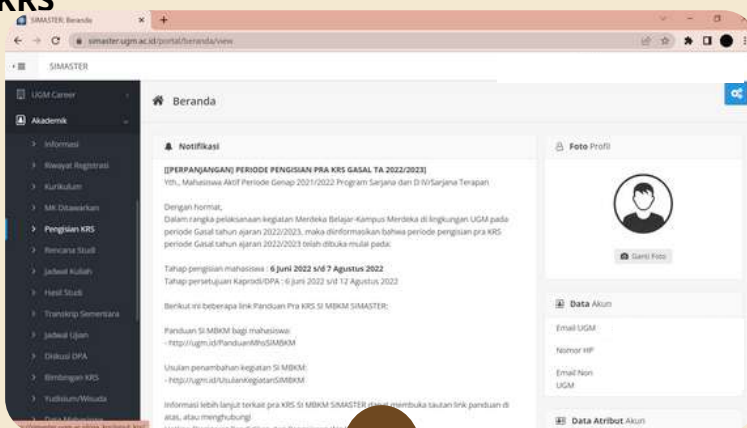 KRS
SIMASTER: Beranda
simaster.ugm.ac.id/portal/beranda/view
SIMASTER
UGM Career
Akademik
Informasi
Riwayat Registrasi
Kurikulum
MK Ditawarkan
Pengisian KRS
Rencana Studi
Jadwal Kuliah
Hasil Studi
Transkrip Sementara
Jadwal Ujian
Diskusi DPA
Bimbingan KRS
Yudisium/Wisuda
Data Mahasiswa
Beranda
Notifikasi
[[PERPANJANGAN] PERIODE PENGISIAN PRA KRS GASAL TA 2022/2023]
Yth., Mahasiswa Aktif Periode Genap 2021/2022 Program Sarjana dan D IV/Sarjana Terapan
Dengan hormat,
Dalam rangka pelaksanaan kegiatan Merdeka Belajar-Kampus Merdeka di lingkungan UGM pada
periode Gasal tahun ajaran 2022/2023, maka diinformasikan bahwa periode pengisian pra KRS
periode Gasal tahun ajaran 2022/2023 telah dibuka mulai pada:
Tahap pengisian mahasiswa : 6 Juni 2022 s/d 7 Agustus 2022
Tahap persetujuan Kaprodi/DPA : 6 Juni 2022 s/d 12 Agustus 2022
Berikut ini beberapa link Panduan Pra KRS SI MBKM SIMASTER:
Panduan SI MBKM bagi mahasiswa:
- http://ugm.id/PanduanMhsSIMBKM
Usulan penambahan kegiatan SI MBKM:
- http://ugm.id/UsulanKegiatanSIMBKM
Informasi lebih lanjut terkait pra KRS SI MBKM SIMASTER dapat membuka tautan link panduan di
atas, atau menghubungi
Foto Profil
Ganti Foto
Data Akun
Email UGM
Nomor HP
Email Non
UGM
Data Atribut Akun